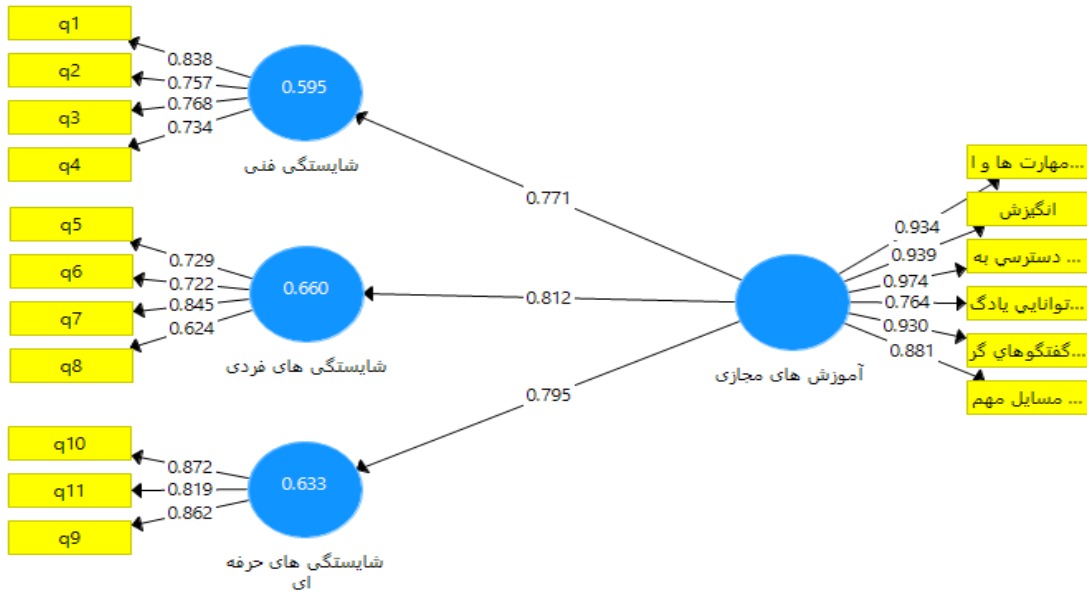 q1
q2
q3
q4
0.838
0.757
0.768
0.734
0.595
شایستگی فنی
q5
q6
q7
q8
0.729
0.722
0.845
0.624
0.660
شایستگی های فردی
q10
q11
q9
0.872
0.819
0.862
0.633
شایستگی های حرفه
ای
0.771
0.812
0.795
آموزش های مجازی
0.934
0.939
0.974
0.764
0.930
0.881
مهارت ها و ا...
انگیزش
دسترسي به ...
توانايي يادگ...
گفتگوهاي گر...
مسايل مهم ...